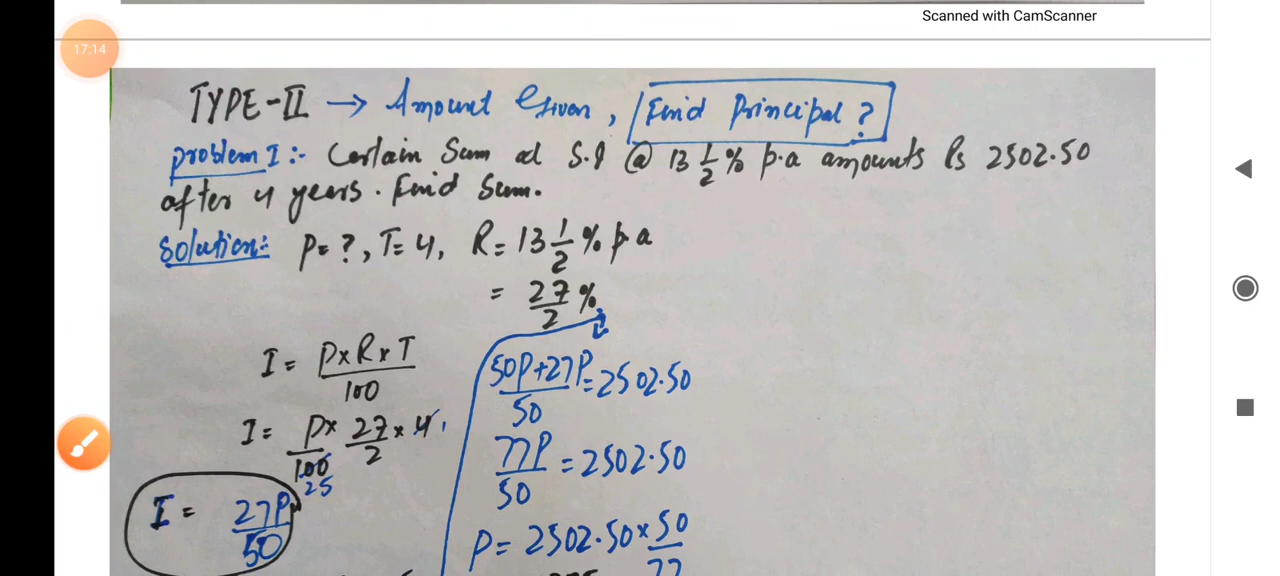 Scanned with CamScanner
17:14
TYPE-II → Amount Given, Find Principal?
Problem I:- Certain Sum at S.I @ 13 1/2 % p.a amounts Rs 2502.50
after 4 years. Find Sum.
Solution:- P= ?, T= 4, R= 13 1/2 % p a
= 27/2 %
I = P×R×T/100
I = P/100 × 27/2 × 4
25
I = 27P/50
50P+27P/50 = 2502.50
77P/50 = 2502.50
P= 2502.50 × 50/77